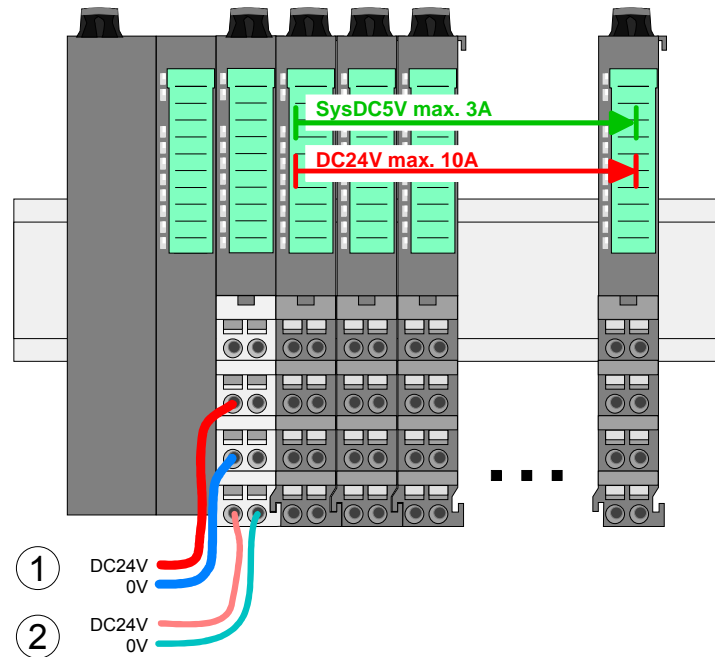 SysDC5V max. 3A
DC24V max. 10A
1 DC24V
0V
2 DC24V
0V